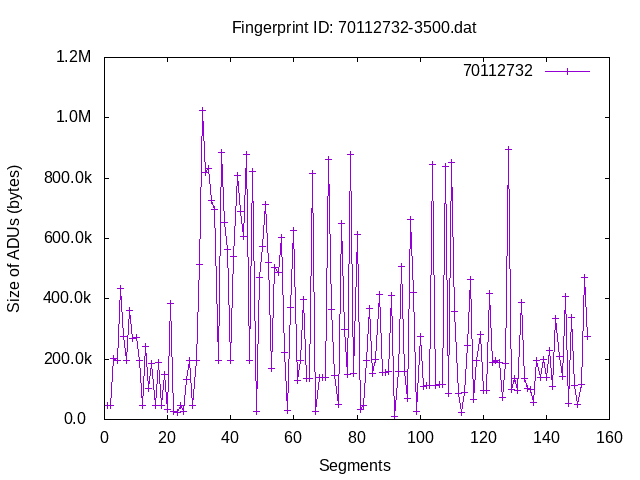 Fingerprint ID: 70112732-3500.dat
70112732
1.2M
1.0M
800.0k
600.0k
400.0k
200.0k
0.0
Size of ADUs (bytes)
0 20 40 60 80 100 120 140 160
Segments